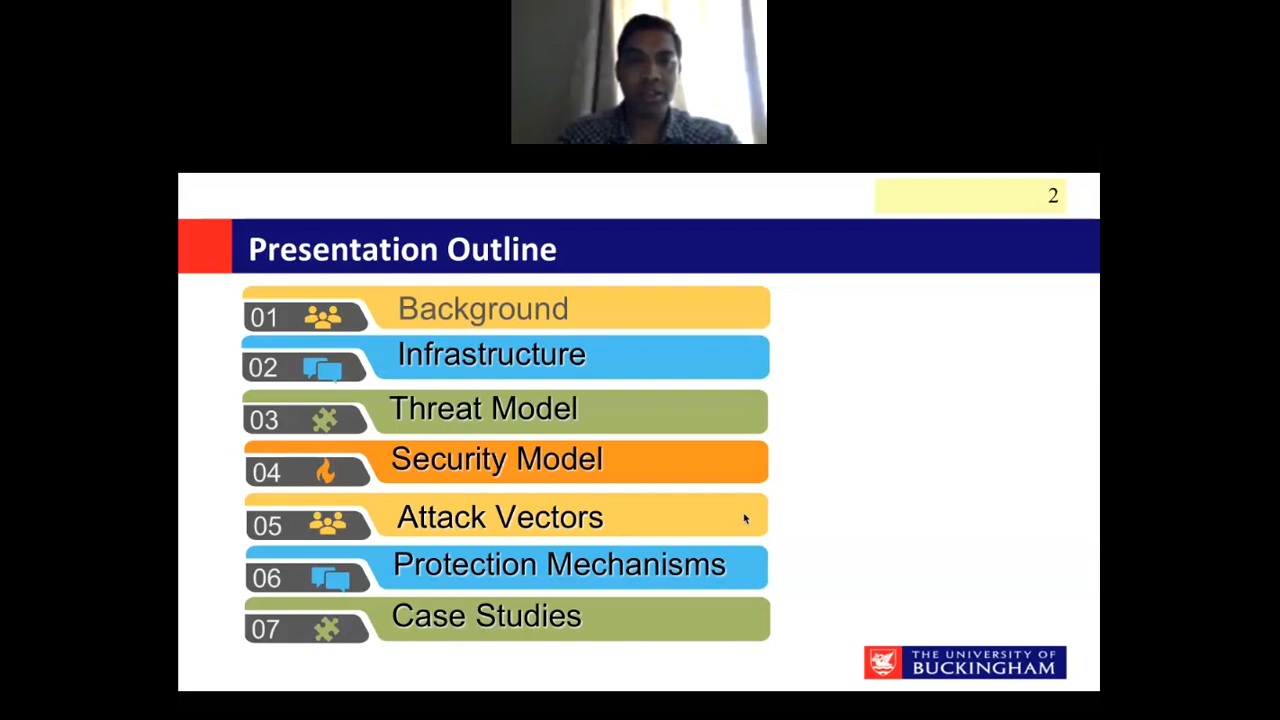 2
Presentation Outline
01 Background
02 Infrastructure
03 Threat Model
04 Security Model
05 Attack Vectors
06 Protection Mechanisms
07 Case Studies
THE UNIVERSITY OF
BUCKINGHAM